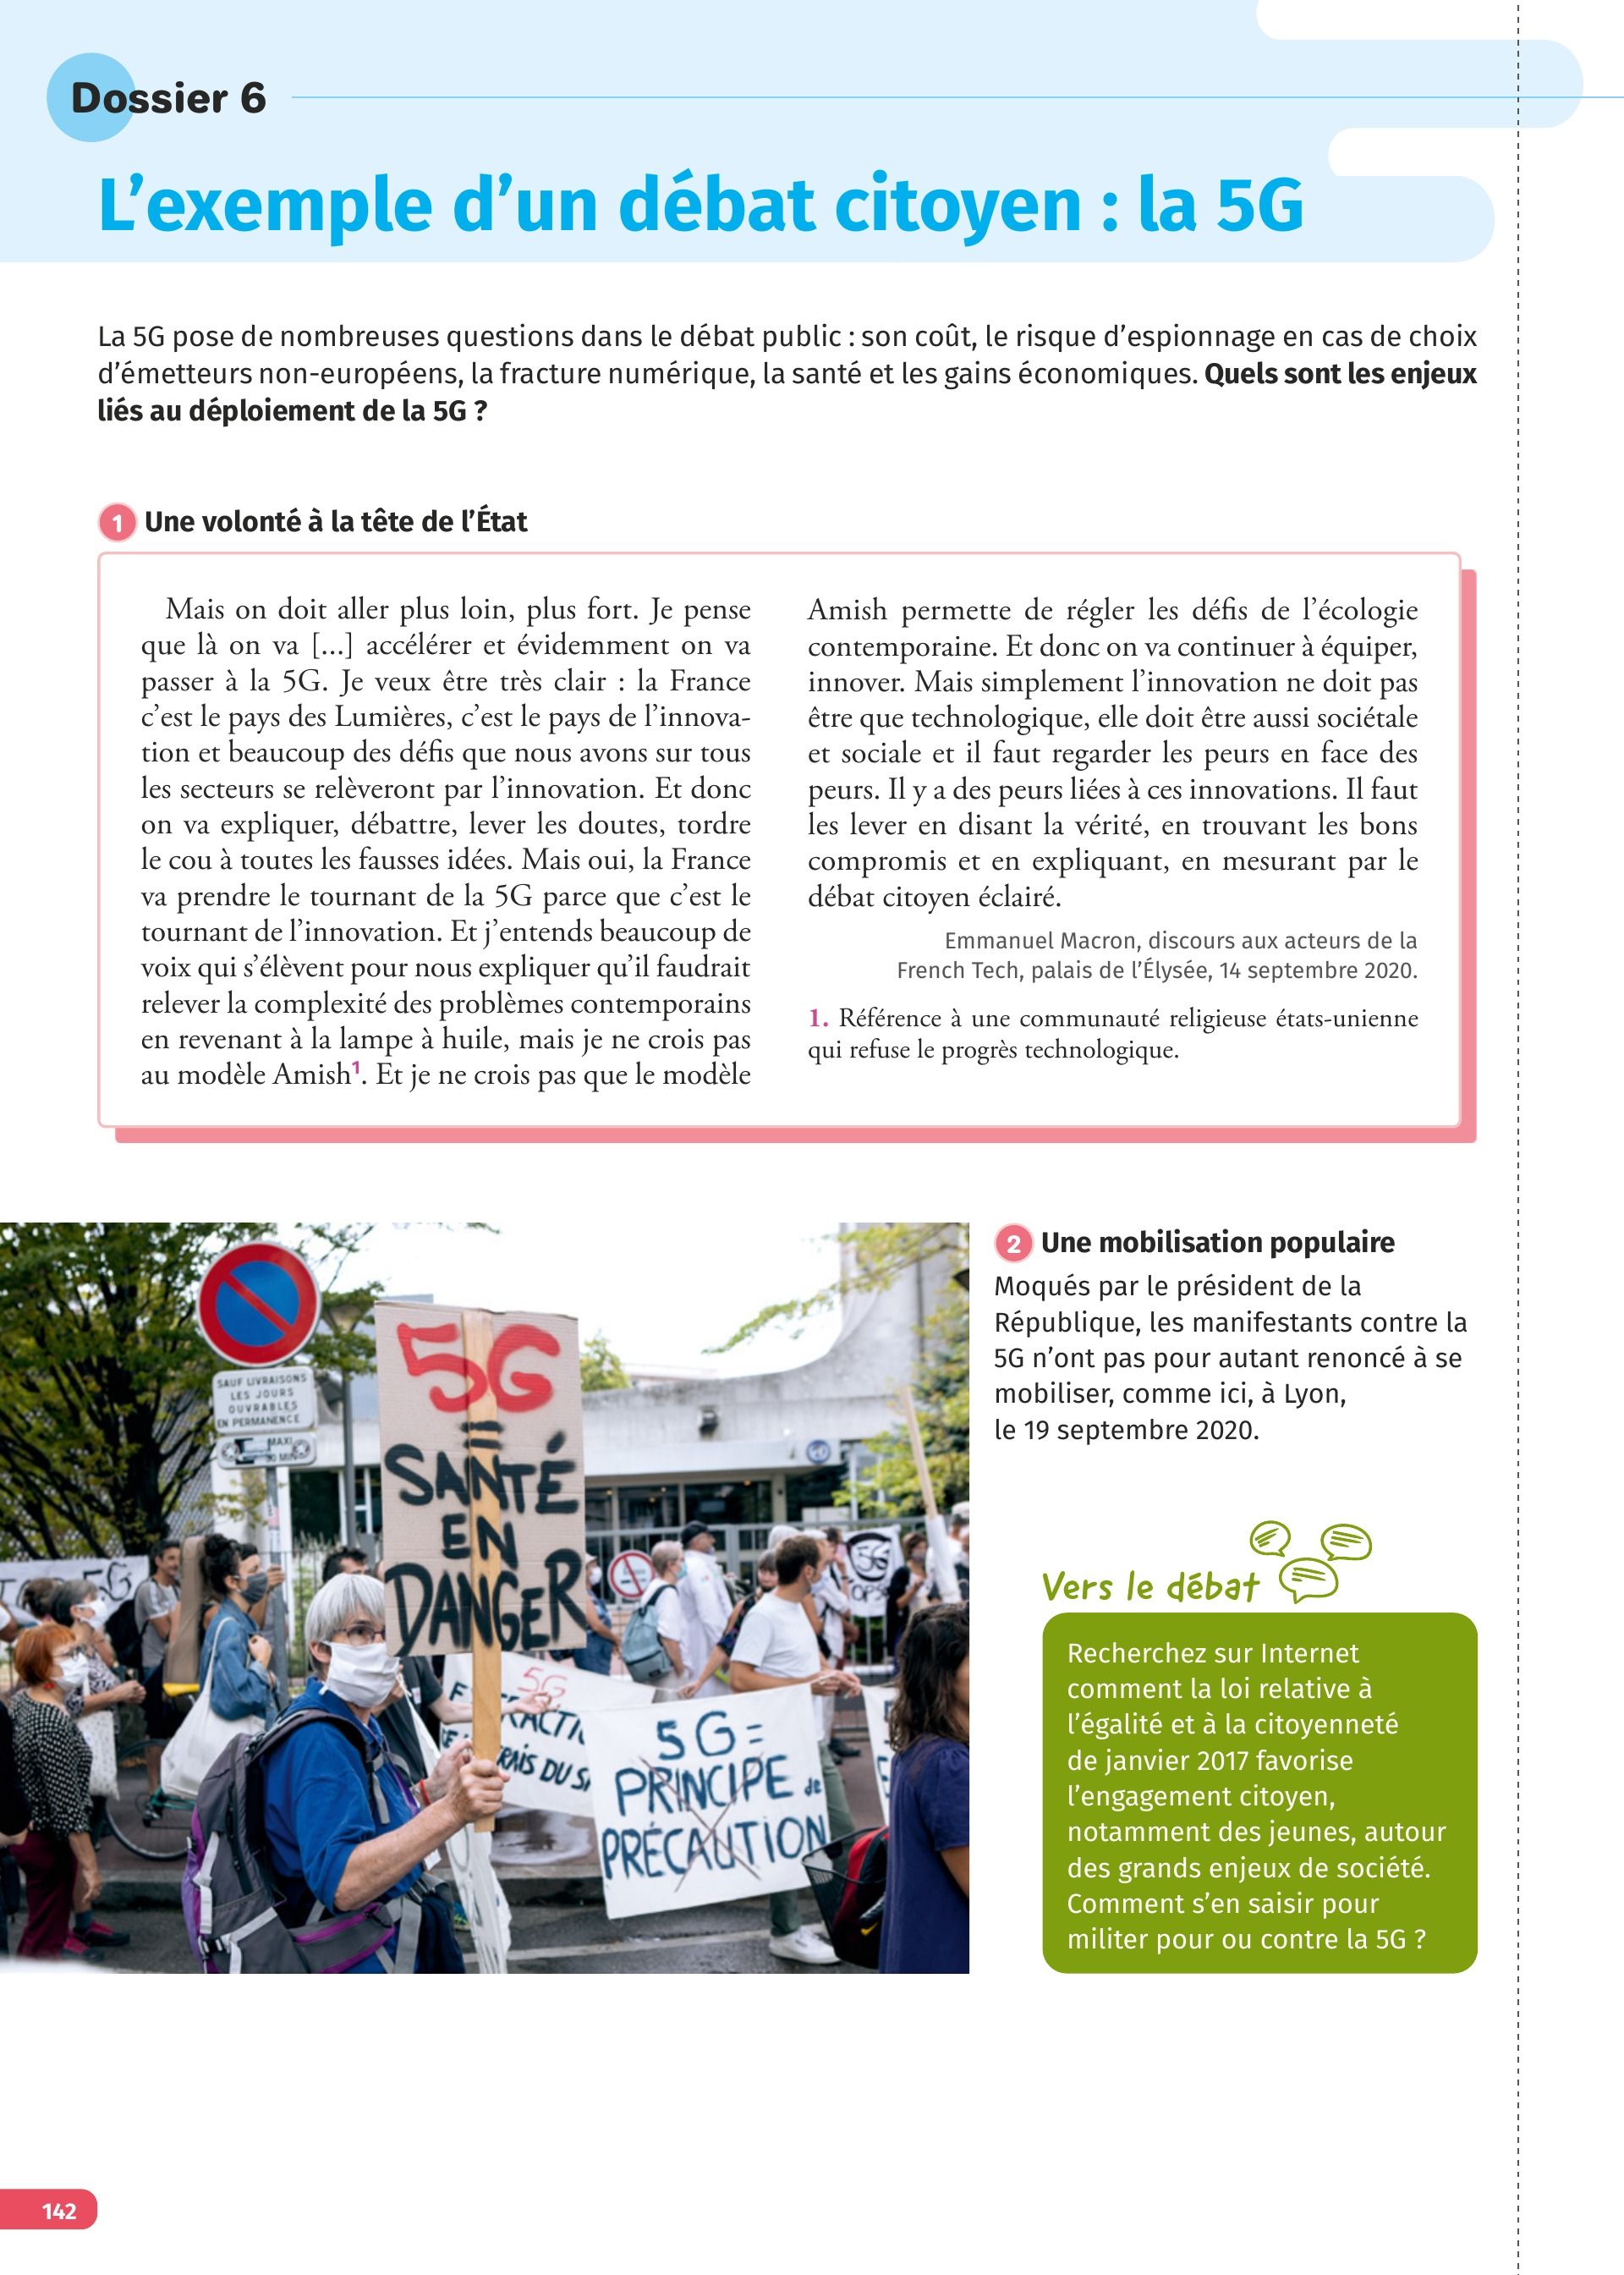 Dossier 6
L’exemple d’un débat citoyen : la 5G
La 5G pose de nombreuses questions dans le débat public : son coût, le risque d’espionnage en cas de choix
d’émetteurs non-européens, la fracture numérique, la santé et les gains économiques. Quels sont les enjeux
liés au déploiement de la 5G ?
1 Une volonté à la tête de l’État
Mais on doit aller plus loin, plus fort. Je pense
que là on va [...] accélérer et évidemment on va
passer à la 5G. Je veux être très clair : la France
c’est le pays des Lumières, c’est le pays de l’innova-
tion et beaucoup des défis que nous avons sur tous
les secteurs se relèveront par l’innovation. Et donc
on va expliquer, débattre, lever les doutes, tordre
le cou à toutes les fausses idées. Mais oui, la France
va prendre le tournant de la 5G parce que c’est le
tournant de l’innovation. Et j’entends beaucoup de
voix qui s’élèvent pour nous expliquer qu’il faudrait
relever la complexité des problèmes contemporains
en revenant à la lampe à huile, mais je ne crois pas
au modèle Amish1. Et je ne crois pas que le modèle
Amish permette de régler les défis de l’écologie
contemporaine. Et donc on va continuer à équiper,
innover. Mais simplement l’innovation ne doit pas
être que technologique, elle doit être aussi sociétale
et sociale et il faut regarder les peurs en face des
peurs. Il y a des peurs liées à ces innovations. Il faut
les lever en disant la vérité, en trouvant les bons
compromis et en expliquant, en mesurant par le
débat citoyen éclairé.
Emmanuel Macron, discours aux acteurs de la
French Tech, palais de l’Élysée, 14 septembre 2020.
1. Référence à une communauté religieuse états-unienne
qui refuse le progrès technologique.
SAUF LIVRAISONS
LES JOURS
OUVRABLES
EN PERMANENCE
MAXI
30 MIN
5G
=
SANTÉ
EN
DANGER
5G
5G
5G
5G =
PRINCIPE de
PRÉCAUTION
2 Une mobilisation populaire
Moqués par le président de la
République, les manifestants contre la
5G n’ont pas pour autant renoncé à se
mobiliser, comme ici, à Lyon,
le 19 septembre 2020.
Vers le débat
Recherchez sur Internet
comment la loi relative à
l’égalité et à la citoyenneté
de janvier 2017 favorise
l’engagement citoyen,
notamment des jeunes, autour
des grands enjeux de société.
Comment s’en saisir pour
militer pour ou contre la 5G ?
142